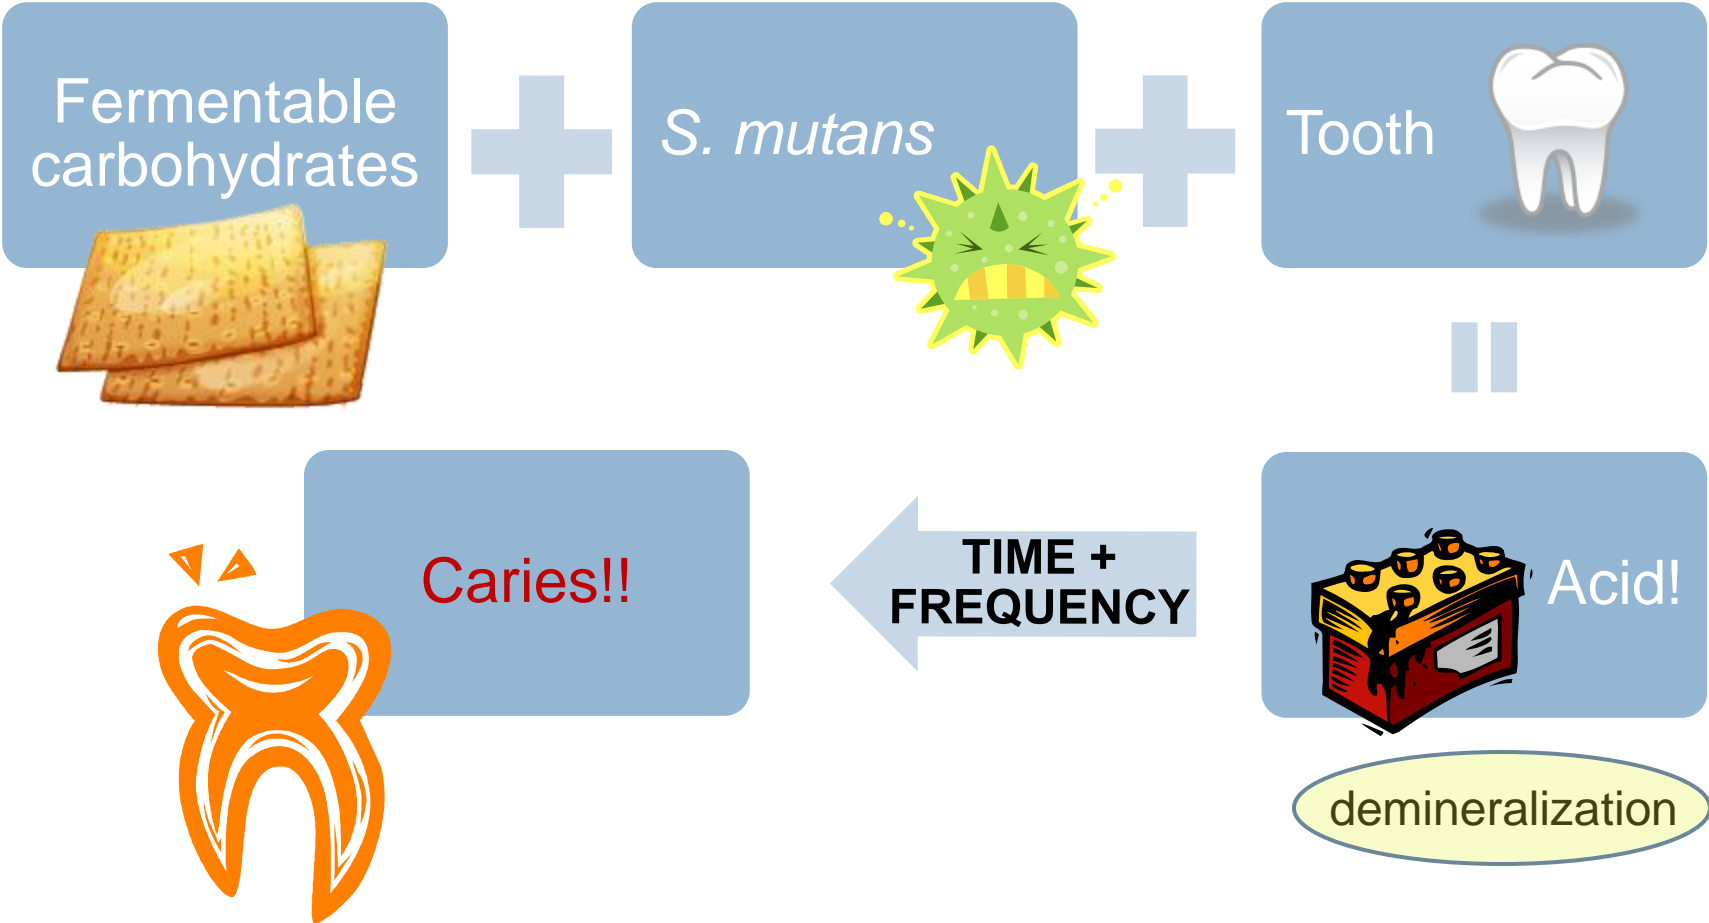 Fermentable
carbohydrates
S. mutans
Tooth
Acid!
demineralization
TIME +
FREQUENCY
Caries!!